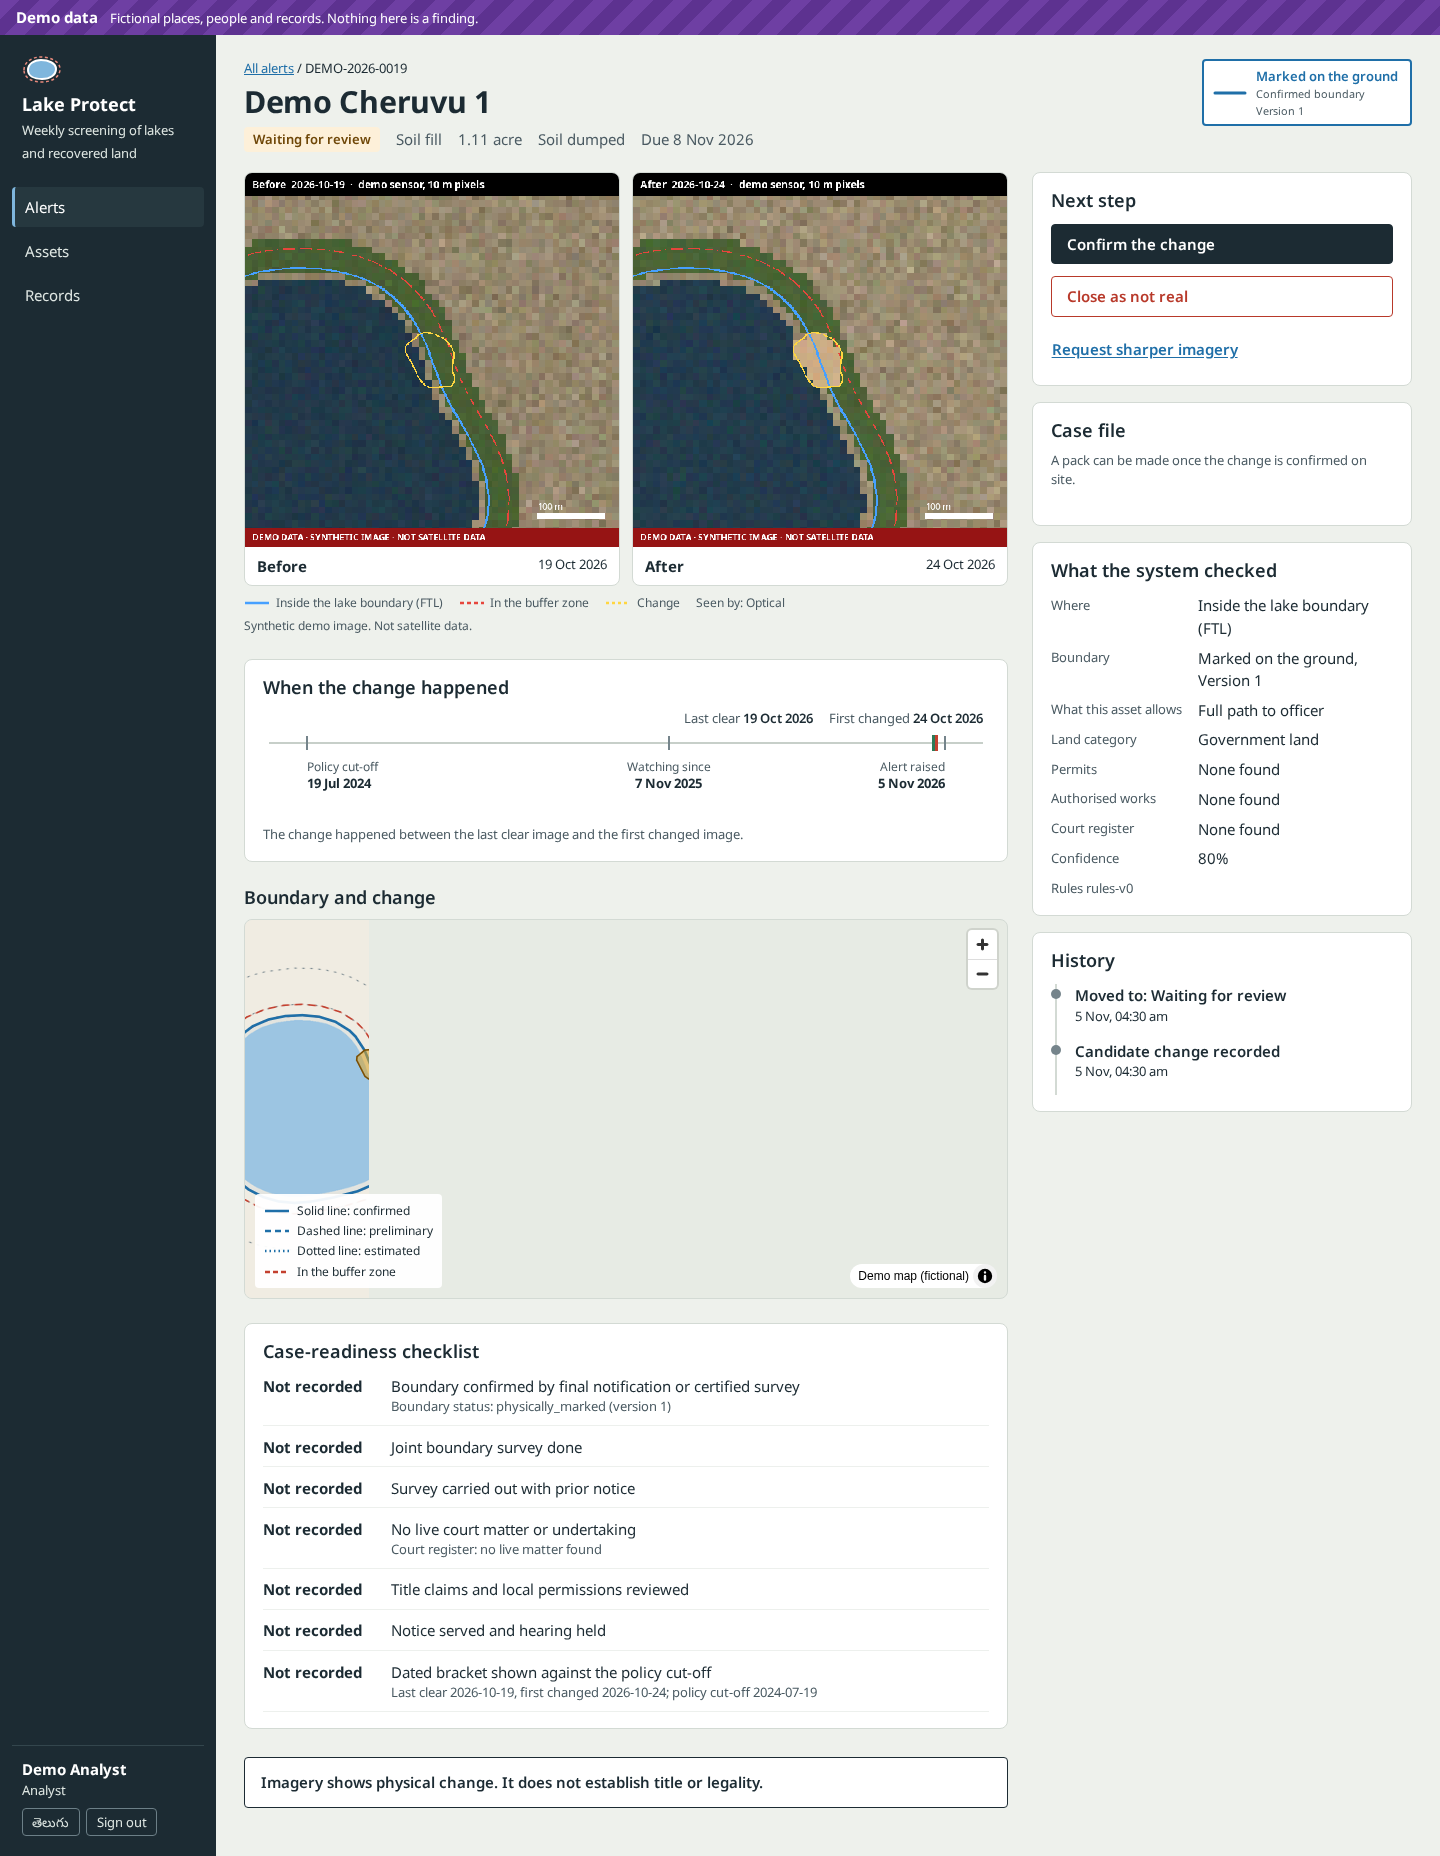 Demo data Fictional places, people and records. Nothing here is a finding.
Lake Protect
Weekly screening of lakes
and recovered land
Alerts
Assets
Records
Demo Analyst
Analyst
తెలుగు
Sign out
All alerts / DEMO-2026-0019
Demo Cheruvu 1
Waiting for review Soil fill 1.11 acre Soil dumped Due 8 Nov 2026
Marked on the ground
Confirmed boundary
Version 1
Before 2026-10-19 · demo sensor, 10 m pixels
100 m
DEMO DATA · SYNTHETIC IMAGE · NOT SATELLITE DATA
Before 19 Oct 2026
After 2026-10-24 · demo sensor, 10 m pixels
100 m
DEMO DATA · SYNTHETIC IMAGE · NOT SATELLITE DATA
After 24 Oct 2026
Inside the lake boundary (FTL) In the buffer zone Change Seen by: Optical
Synthetic demo image. Not satellite data.
When the change happened
Last clear 19 Oct 2026 First changed 24 Oct 2026
Policy cut-off
19 Jul 2024
Watching since
7 Nov 2025
Alert raised
5 Nov 2026
The change happened between the last clear image and the first changed image.
Boundary and change
+
−
Solid line: confirmed
Dashed line: preliminary
Dotted line: estimated
In the buffer zone
Demo map (fictional)
Case-readiness checklist
Not recorded Boundary confirmed by final notification or certified survey
Boundary status: physically_marked (version 1)
Not recorded Joint boundary survey done
Not recorded Survey carried out with prior notice
Not recorded No live court matter or undertaking
Court register: no live matter found
Not recorded Title claims and local permissions reviewed
Not recorded Notice served and hearing held
Not recorded Dated bracket shown against the policy cut-off
Last clear 2026-10-19, first changed 2026-10-24; policy cut-off 2024-07-19
Imagery shows physical change. It does not establish title or legality.
Next step
Confirm the change
Close as not real
Request sharper imagery
Case file
A pack can be made once the change is confirmed on
site.
What the system checked
Where Inside the lake boundary
(FTL)
Boundary Marked on the ground,
Version 1
What this asset allows Full path to officer
Land category Government land
Permits None found
Authorised works None found
Court register None found
Confidence 80%
Rules rules-v0
History
Moved to: Waiting for review
5 Nov, 04:30 am
Candidate change recorded
5 Nov, 04:30 am